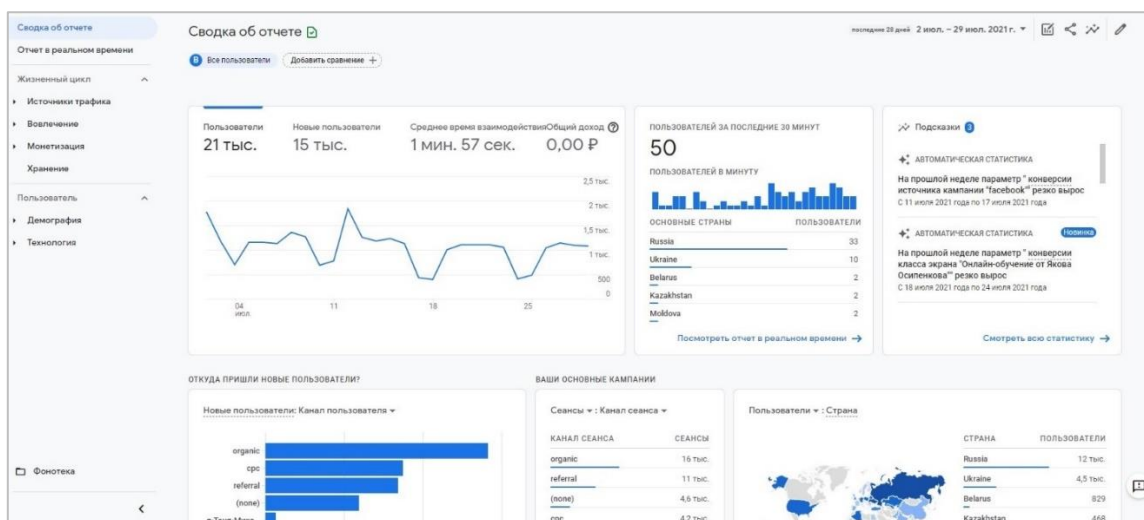 Сводка об отчете
Отчет в реальном времени
Жизненный цикл
Источники трафика
Вовлечение
Монетизация
Хранение
Пользователь
Демография
Технология
Фонотека
Сводка об отчете
последние 28 дней 2 июл. – 29 июл. 2021 г.
В Все пользователи
Добавить сравнение +
Пользователи
21 тыс.
Новые пользователи
15 тыс.
Среднее время взаимодействия
1 мин. 57 сек.
Общий доход
0,00 ₽
2,5 тыс.
2 тыс.
1,5 тыс.
1 тыс.
500
0
04
июл.
11
18
25
ПОЛЬЗОВАТЕЛЕЙ ЗА ПОСЛЕДНИЕ 30 МИНУТ
50
ПОЛЬЗОВАТЕЛЕЙ В МИНУТУ
ОСНОВНЫЕ СТРАНЫ ПОЛЬЗОВАТЕЛИ
Russia 33
Ukraine 10
Belarus 2
Kazakhstan 2
Moldova 2
Посмотреть отчет в реальном времени →
Подсказки 3
АВТОМАТИЧЕСКАЯ СТАТИСТИКА
На прошлой неделе параметр " конверсии
источника кампании "facebook"" резко вырос
С 11 июля 2021 года по 17 июля 2021 года
АВТОМАТИЧЕСКАЯ СТАТИСТИКА Новинка
На прошлой неделе параметр " конверсии
класса экрана "Онлайн-обучение от Якова
Осипенкова"" резко вырос
С 18 июля 2021 года по 24 июля 2021 года
Смотреть всю статистику →
ОТКУДА ПРИШЛИ НОВЫЕ ПОЛЬЗОВАТЕЛИ?
Новые пользователи: Канал пользователя
organic
cpc
referral
(none)
ВАШИ ОСНОВНЫЕ КАМПАНИИ
Сеансы : Канал сеанса
КАНАЛ СЕАНСА СЕАНСЫ
organic 16 тыс.
referral 11 тыс.
(none) 4,6 тыс.
cpc 4,2 тыс.
Пользователи : Страна
СТРАНА ПОЛЬЗОВАТЕЛИ
Russia 12 тыс.
Ukraine 4,5 тыс.
Belarus 829
Kazakhstan 468